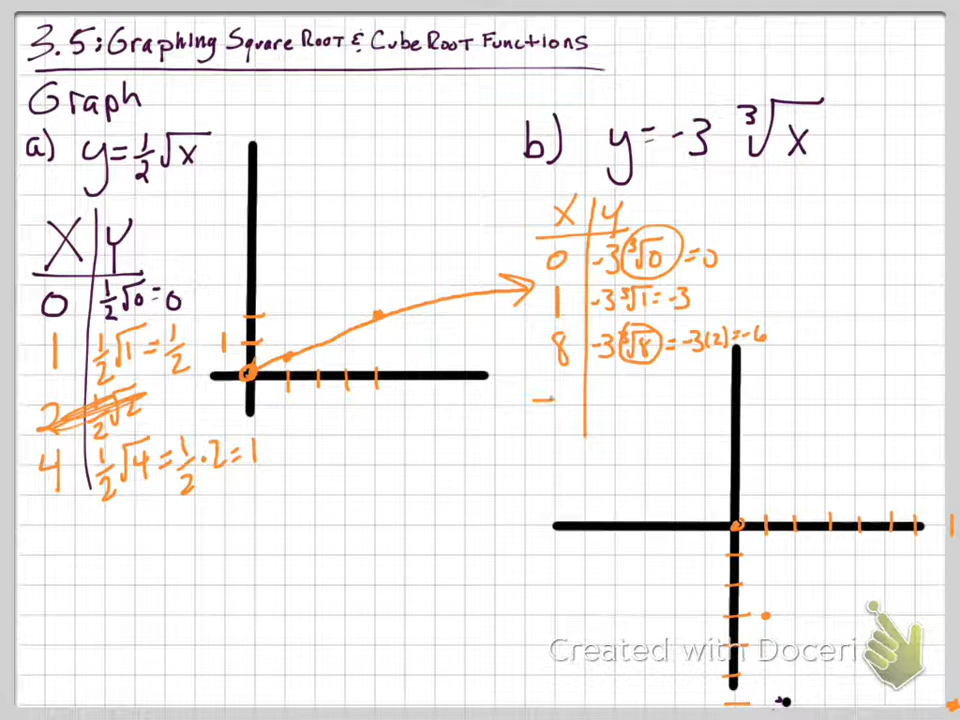 3.5: Graphing Square Root & Cube Root Functions
Graph
a) y = 1/2 √x
X | Y
0 | 1/2 √0 = 0
1 | 1/2 √1 = 1/2
2 | 1/2 √2
4 | 1/2 √4 = 1/2 · 2 = 1
1
b) y = -3 ∛x
X | Y
0 | -3 ∛0 = 0
1 | -3 ∛1 = -3
8 | -3 ∛8 = -3(2) = -6
-
Created with Doceri